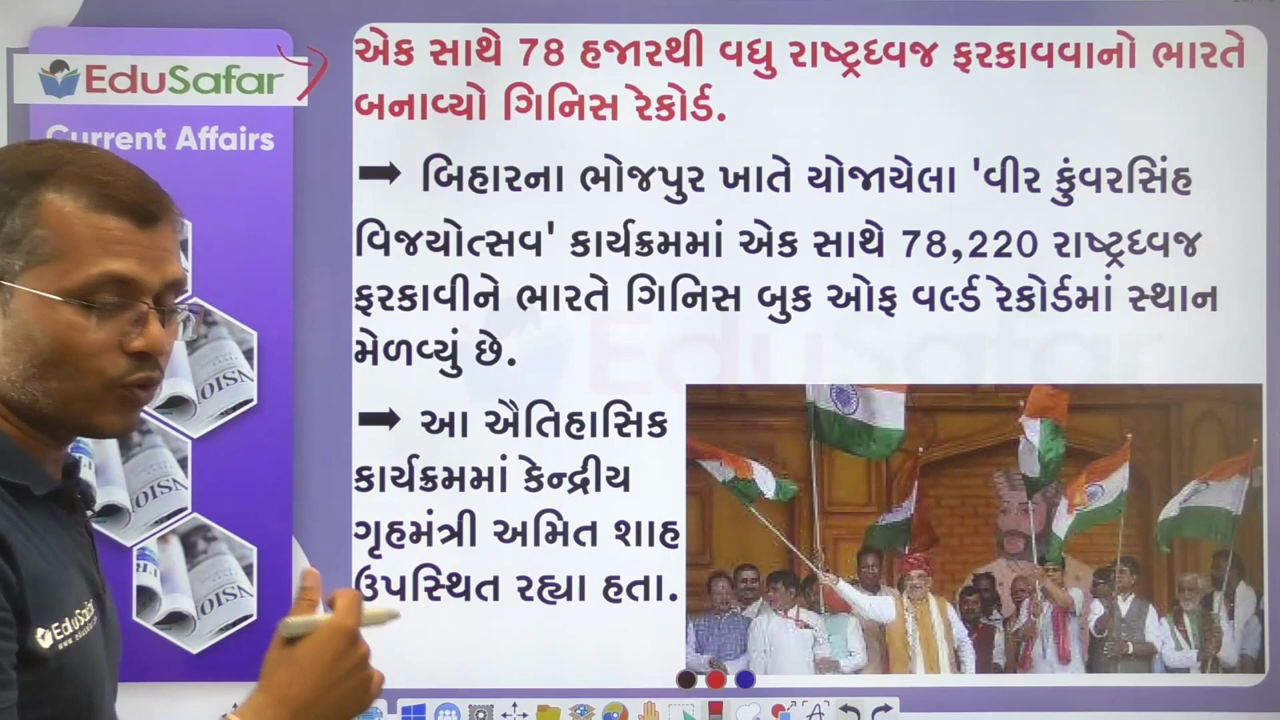 EduSafar
Current Affairs
એક સાથે 78 હજારથી વધુ રાષ્ટ્રધ્વજ ફરકાવવાનો ભારતે
બનાવ્યો ગિનિસ રેકોર્ડ.
➡ બિહારના ભોજપુર ખાતે યોજાયેલા 'વીર કુંવરસિંહ
વિજયોત્સવ' કાર્યક્રમમાં એક સાથે 78,220 રાષ્ટ્રધ્વજ
ફરકાવીને ભારતે ગિનિસ બુક ઓફ વર્લ્ડ રેકોર્ડમાં સ્થાન
મેળવ્યું છે.
➡ આ ઐતિહાસિક
કાર્યક્રમમાં કેન્દ્રીય
ગૃહમંત્રી અમિત શાહ
ઉપસ્થિત રહ્યા હતા.
EduSafar
EduSafar